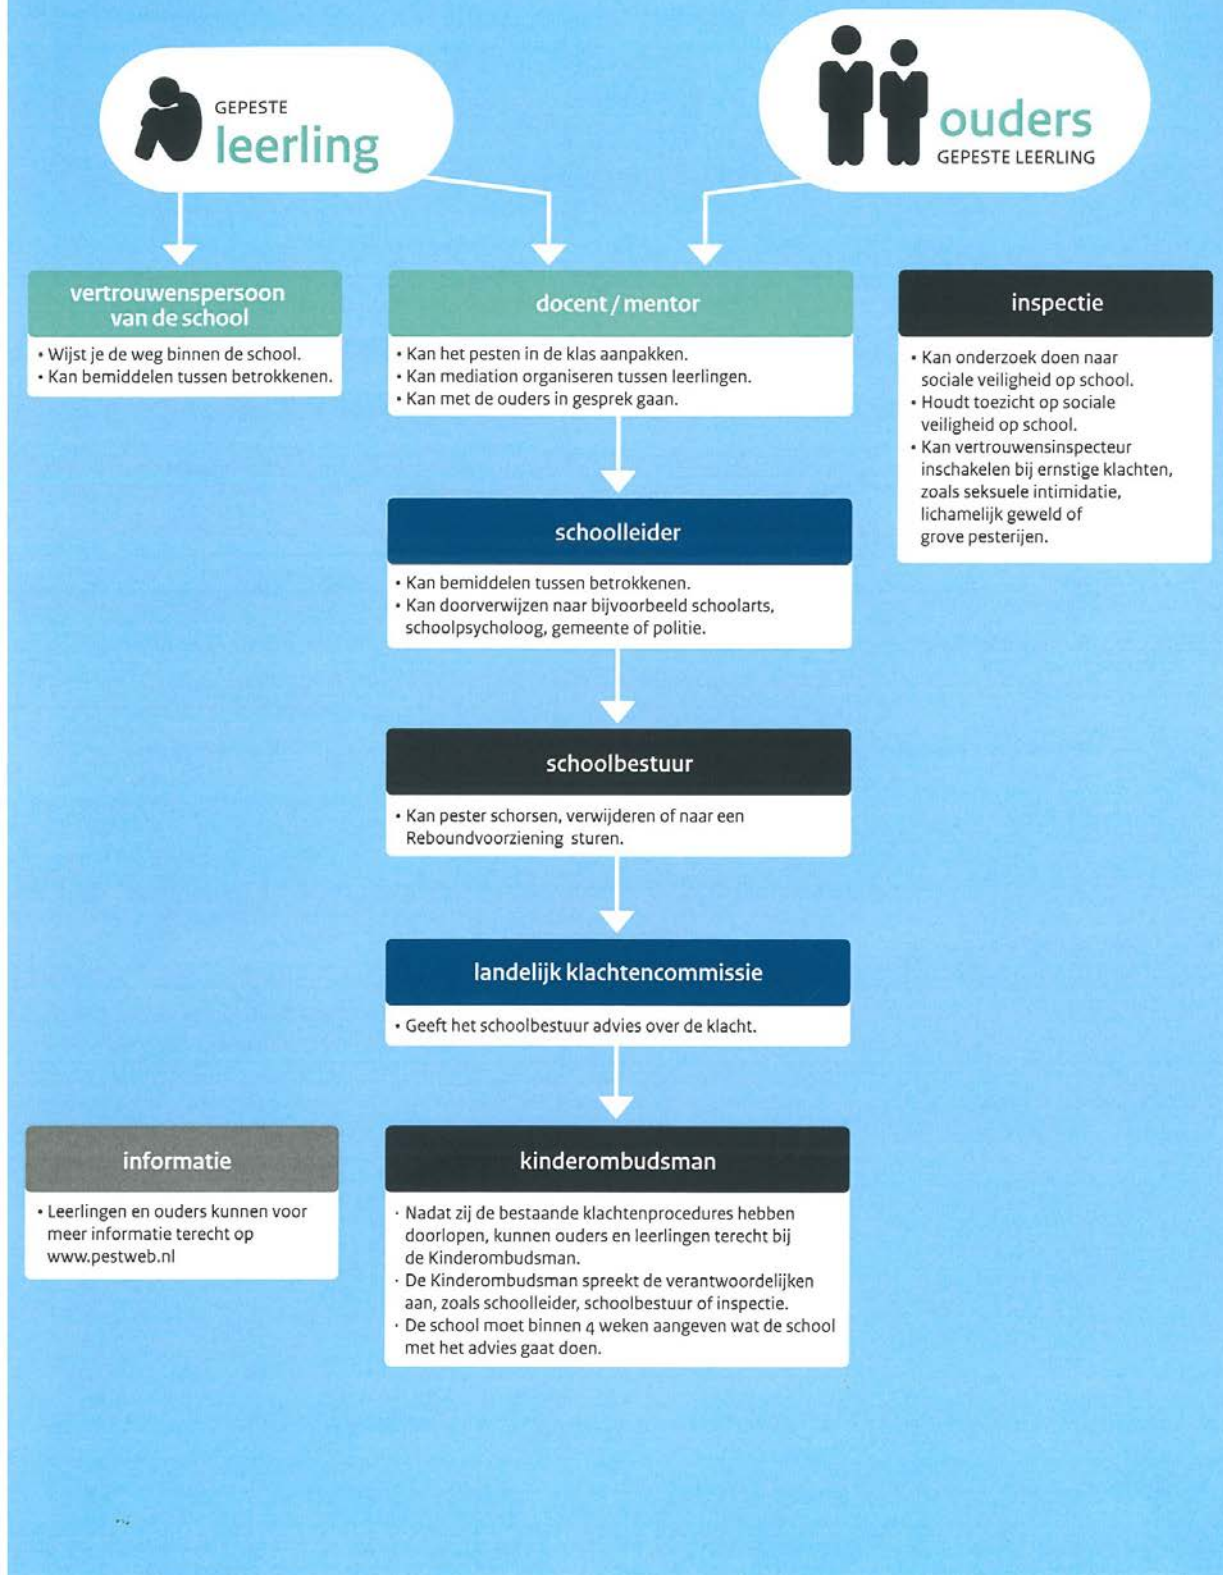 GEPESTE
leerling
ouders
GEPESTE LEERLING
vertrouwenspersoon
van de school
• Wijst je de weg binnen de school.
• Kan bemiddelen tussen betrokkenen.
docent / mentor
• Kan het pesten in de klas aanpakken.
• Kan mediation organiseren tussen leerlingen.
• Kan met de ouders in gesprek gaan.
inspectie
• Kan onderzoek doen naar
sociale veiligheid op school.
• Houdt toezicht op sociale
veiligheid op school.
• Kan vertrouwensinspecteur
inschakelen bij ernstige klachten,
zoals seksuele intimidatie,
lichamelijk geweld of
grove pesterijen.
schoolleider
• Kan bemiddelen tussen betrokkenen.
• Kan doorverwijzen naar bijvoorbeeld schoolarts,
schoolpsycholoog, gemeente of politie.
schoolbestuur
• Kan pester schorsen, verwijderen of naar een
Reboundvoorziening sturen.
landelijk klachtencommissie
• Geeft het schoolbestuur advies over de klacht.
informatie
• Leerlingen en ouders kunnen voor
meer informatie terecht op
www.pestweb.nl
kinderombudsman
· Nadat zij de bestaande klachtenprocedures hebben
doorlopen, kunnen ouders en leerlingen terecht bij
de Kinderombudsman.
· De Kinderombudsman spreekt de verantwoordelijken
aan, zoals schoolleider, schoolbestuur of inspectie.
· De school moet binnen 4 weken aangeven wat de school
met het advies gaat doen.